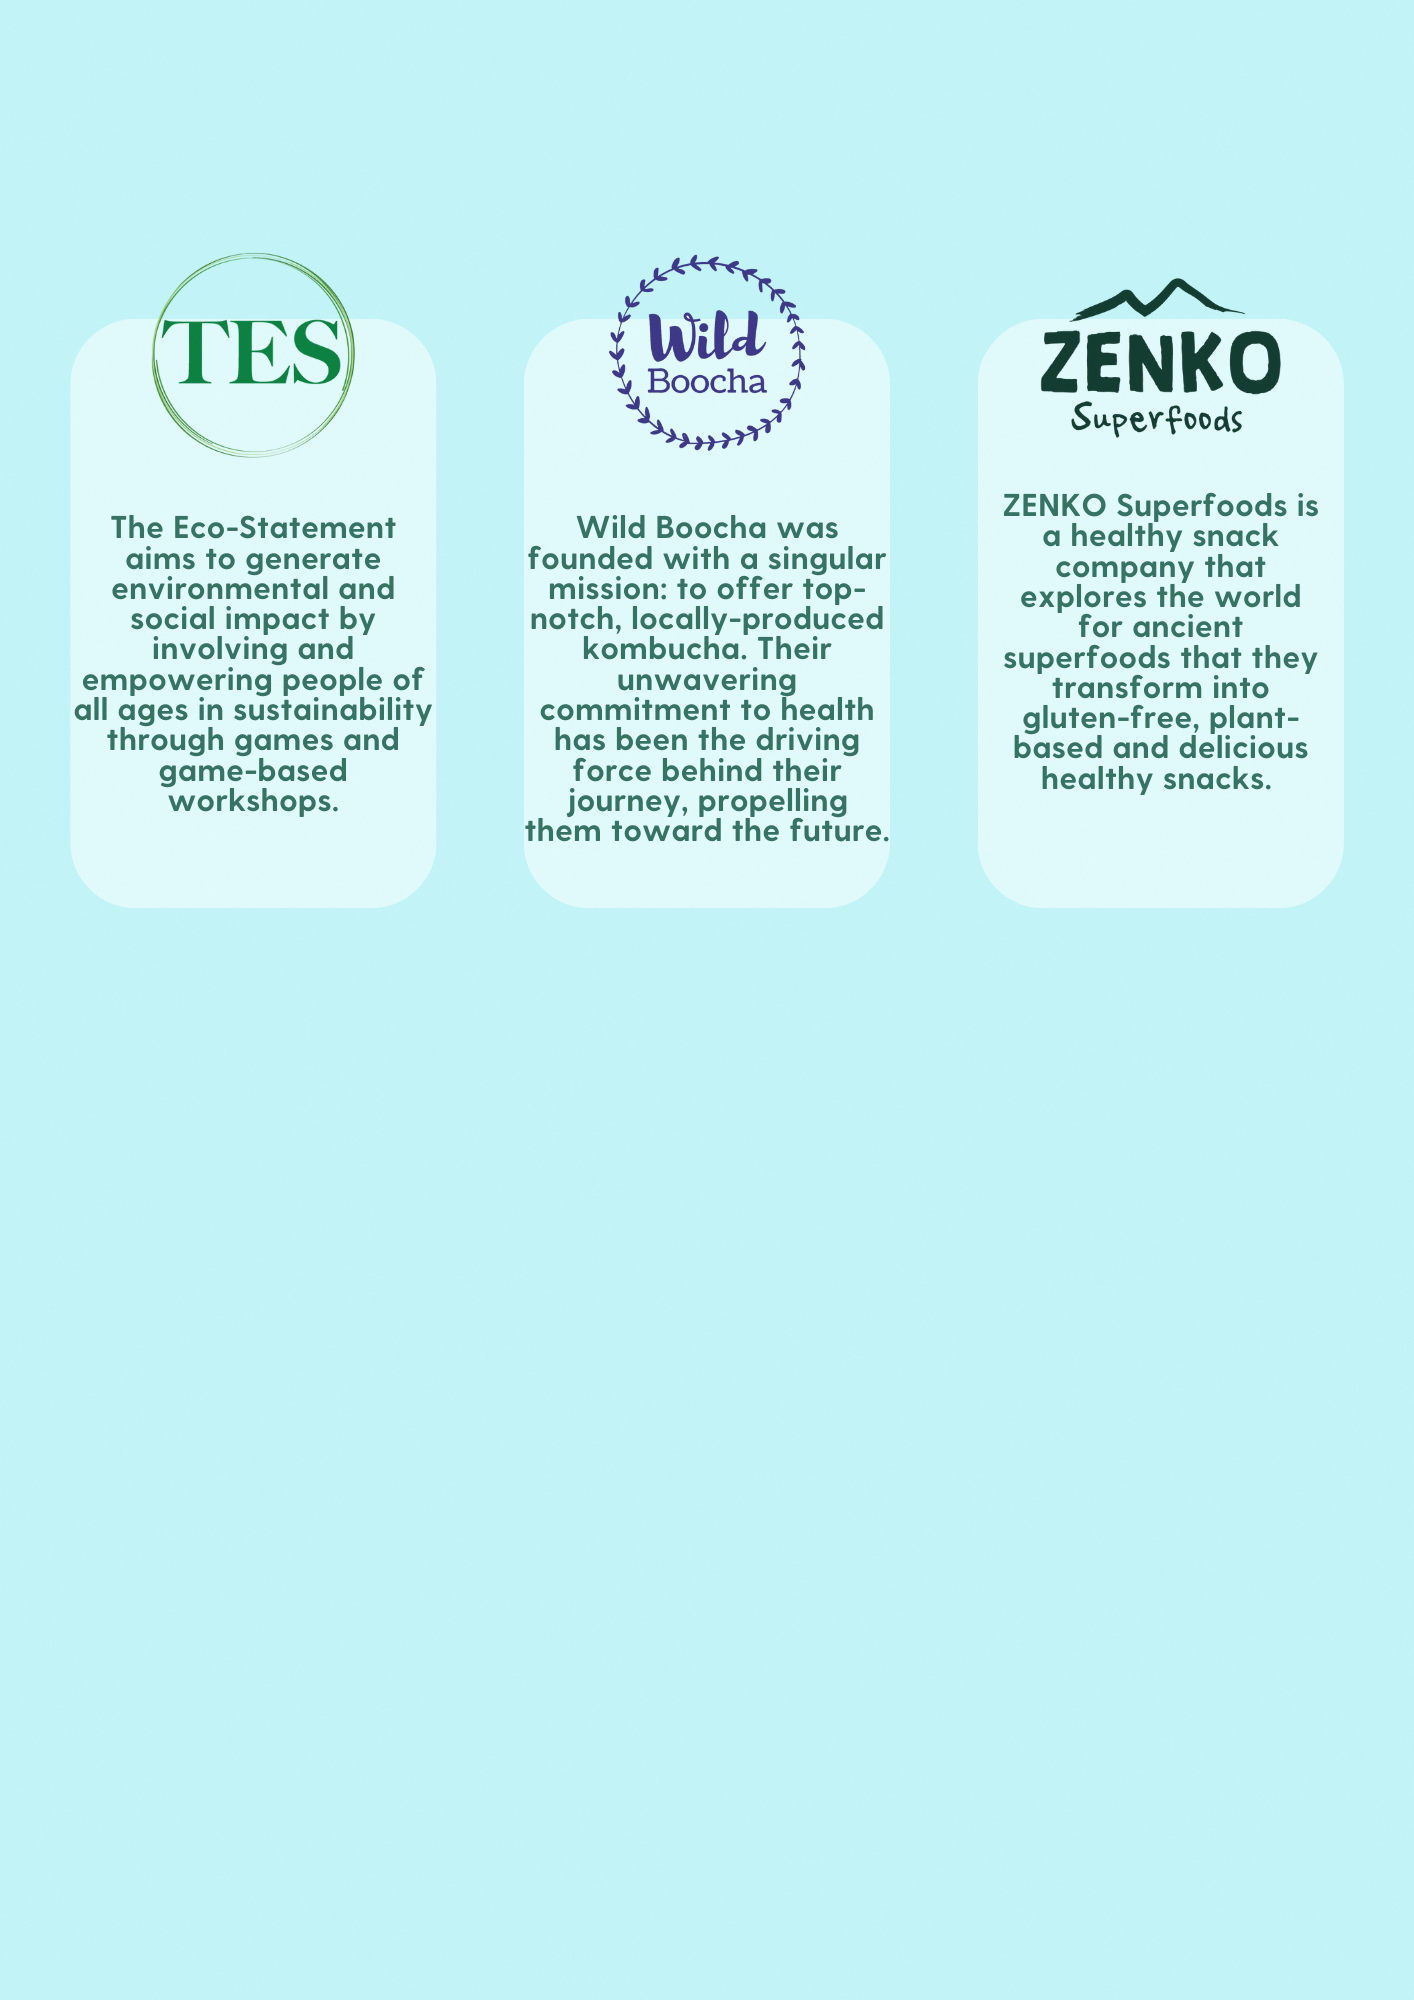 TES
The Eco-Statement
aims to generate
environmental and
social impact by
involving and
empowering people of
all ages in sustainability
through games and
game-based
workshops.
Wild
Boocha
Wild Boocha was
founded with a singular
mission: to offer top-
notch, locally-produced
kombucha. Their
unwavering
commitment to health
has been the driving
force behind their
journey, propelling
them toward the future.
ZENKO
Superfoods
ZENKO Superfoods is
a healthy snack
company that
explores the world
for ancient
superfoods that they
transform into
gluten-free, plant-
based and delicious
healthy snacks.